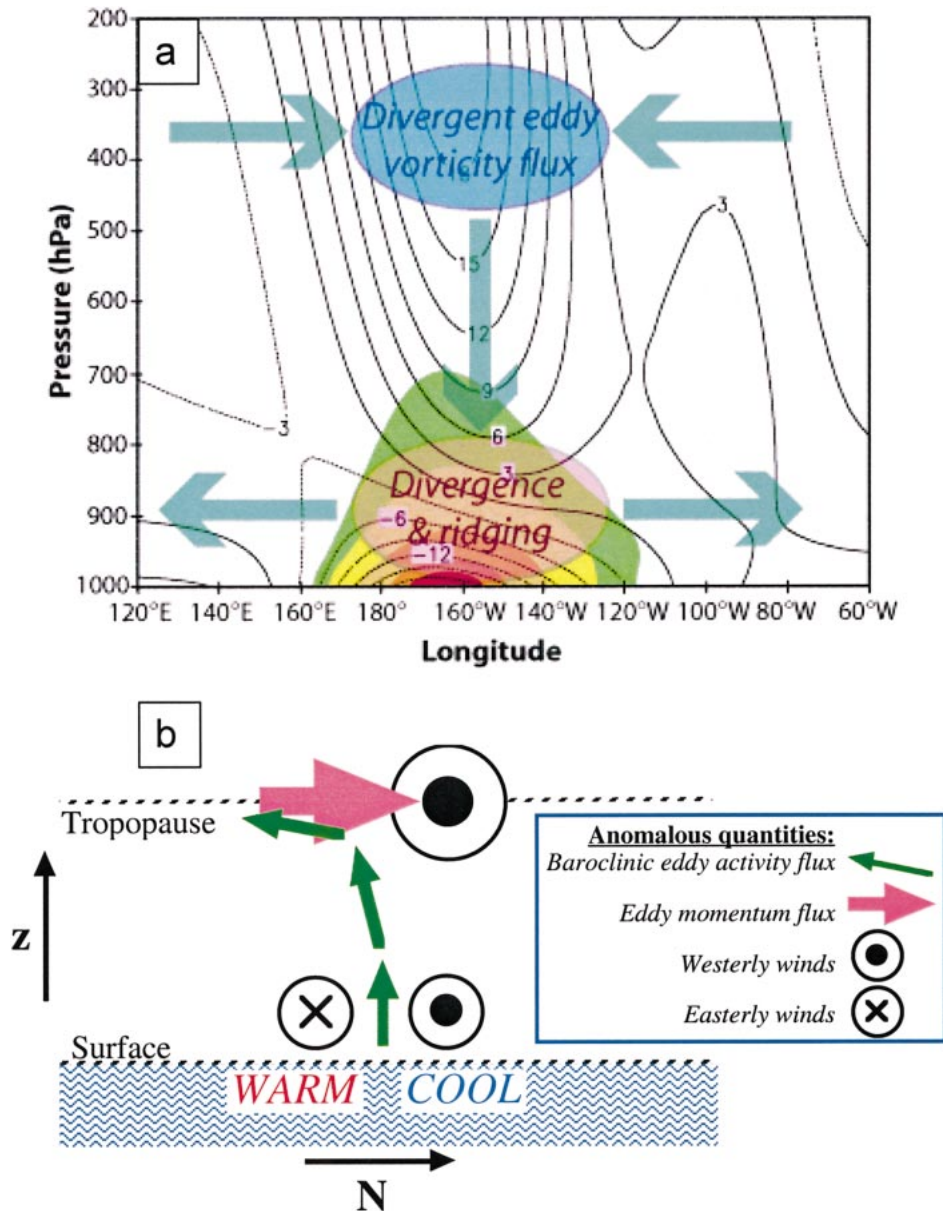 a
200
300
400
500
600
700
800
900
1000
Pressure (hPa)
Divergent eddy
vorticity flux
15
12
9
6
3
3
-3
Divergence
& ridging
-6
-12
120°E 140°E 160°E 180° 160°W 140°W 120°W 100°W 80°W 60°W
Longitude
b
Tropopause
z
Surface
WARM COOL
N
Anomalous quantities:
Baroclinic eddy activity flux
Eddy momentum flux
Westerly winds
Easterly winds